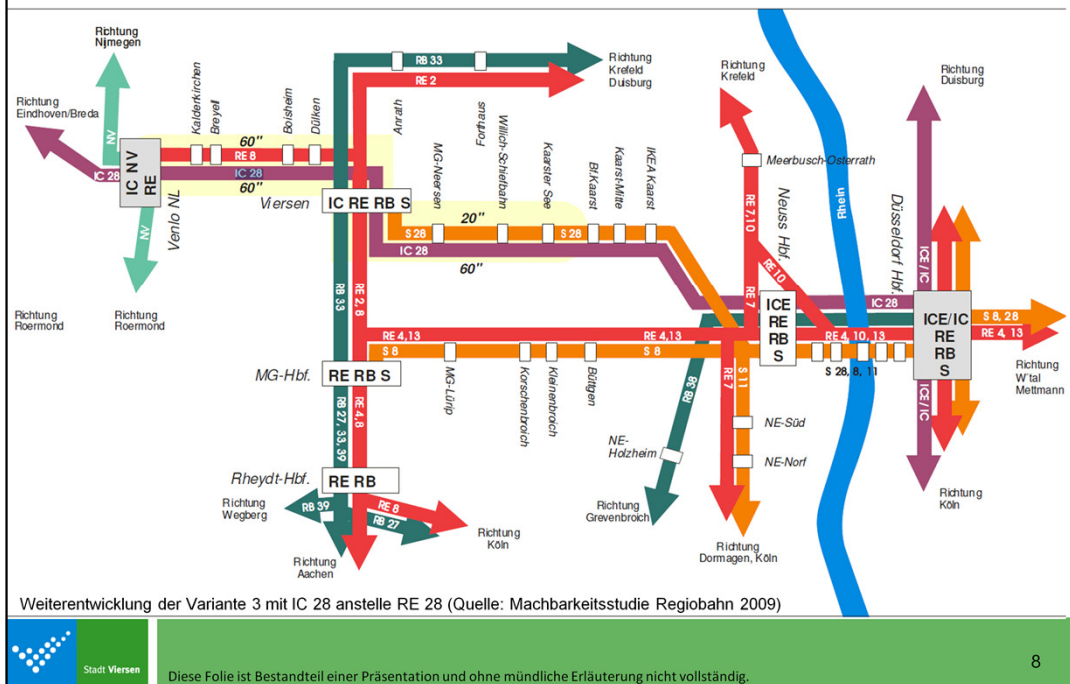 Richtung
Nijmegen
Richtung
Eindhoven/Breda
NV
IC 28
IC NV
RE
Venlo NL
NV
Richtung
Roermond
Richtung
Roermond
Kalderkirchen
Breyell
Boisheim
Dülken
60"
RE 8
IC 28
60"
RB 33
RE 2
Richtung
Krefeld
Duisburg
Anrath
Forthaus
Viersen
IC RE RB S
MG-Neersen
Willich-Schiefbahn
Kaarster See
Bf.Kaarst
Kaarst-Mitte
IKEA Kaarst
20"
S 28
S 28
IC 28
60"
RB 33
RE 2,8
RE 4,13
RE 4,13
S 8
S 8
MG-Hbf.
RE RB S
MG-Lürip
Korschenbroich
Kleinenbroich
Büttgen
RB 27, 33, 39
RE 4,8
Rheydt-Hbf.
RE RB
Richtung
Wegberg
RB 39
RE 8
RB 27
Richtung
Köln
Richtung
Aachen
Richtung
Krefeld
Meerbusch-Osterrath
RE 7,10
RE 10
RE 7
Neuss Hbf.
ICE
RE
RB
S
Rhein
IC 28
RE 4, 10, 13
S 28, 8, 11
RE 7
S 11
RB 38
NE-Süd
NE-Norf
NE-
Holzheim
Richtung
Grevenbroich
Richtung
Dormagen, Köln
Richtung
Duisburg
Düsseldorf Hbf.
ICE / IC
ICE/IC
RE
RB
S
ICE / IC
S 8, 28
RE 4, 13
Richtung
W'tal
Mettmann
Richtung
Köln
Weiterentwicklung der Variante 3 mit IC 28 anstelle RE 28 (Quelle: Machbarkeitsstudie Regiobahn 2009)
Stadt Viersen
Diese Folie ist Bestandteil einer Präsentation und ohne mündliche Erläuterung nicht vollständig.
8